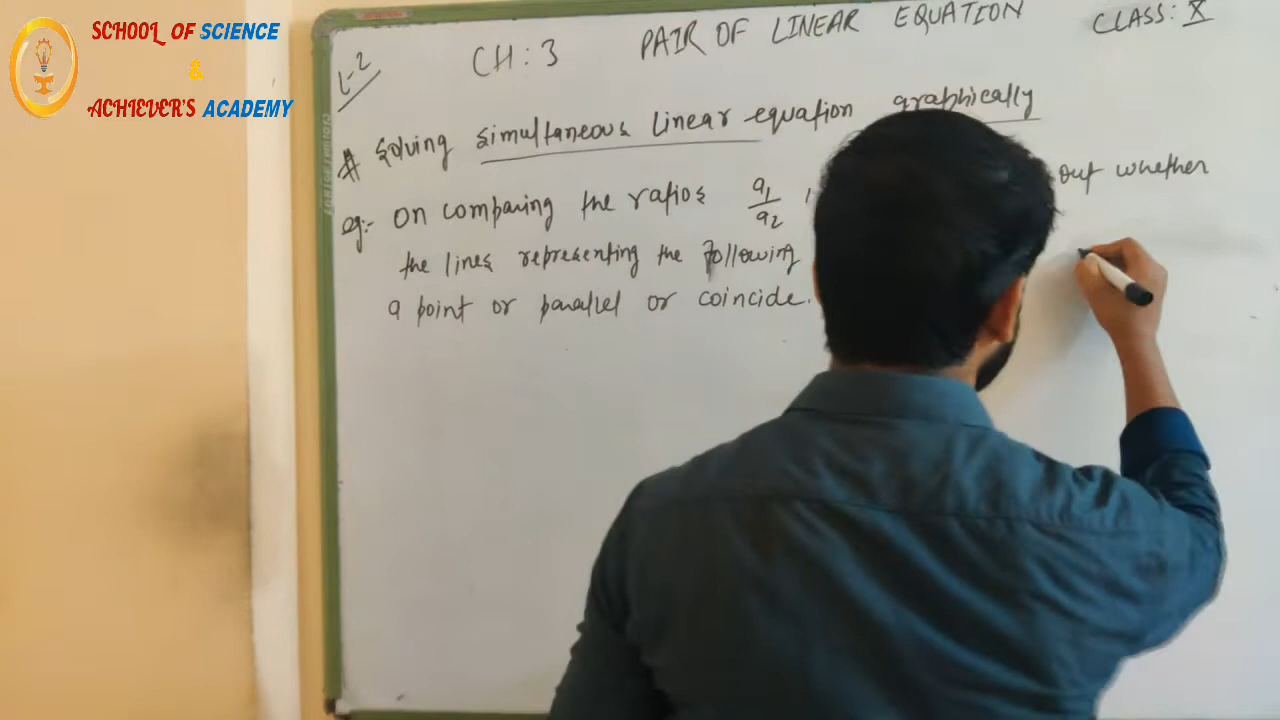 SCHOOL OF SCIENCE
&
ACHIEVER'S ACADEMY
L-2
CH : 3 PAIR OF LINEAR EQUATION CLASS: X
# Solving simultaneous linear equation graphically
eg:- On comparing the ratios a1/a2 , out whether
the lines representing the following
a point or parallel or coincide.